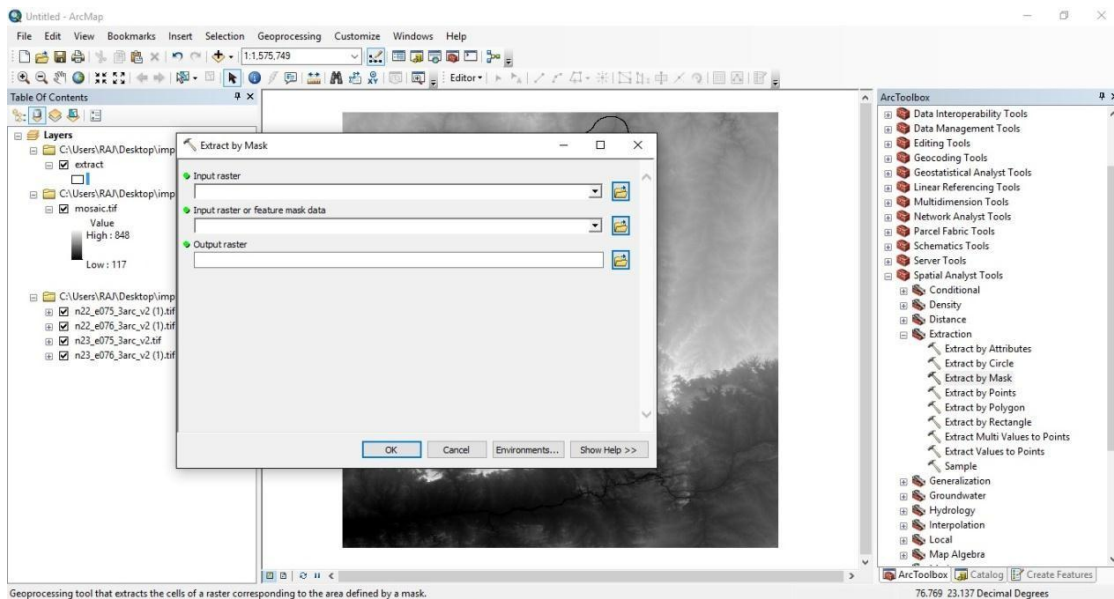 Untitled - ArcMap
File Edit View Bookmarks Insert Selection Geoprocessing Customize Windows Help
1:1,575,749
Editor
Table Of Contents
Layers
C:\Users\RAJ\Desktop\imp
extract
C:\Users\RAJ\Desktop\imp
mosaic.tif
Value
High : 848
Low : 117
C:\Users\RAJ\Desktop\imp
n22_e075_3arc_v2 (1).tif
n22_e076_3arc_v2 (1).tif
n23_e075_3arc_v2.tif
n23_e076_3arc_v2 (1).tif
Extract by Mask
Input raster
Input raster or feature mask data
Output raster
OK Cancel Environments... Show Help >>
ArcToolbox
Data Interoperability Tools
Data Management Tools
Editing Tools
Geocoding Tools
Geostatistical Analyst Tools
Linear Referencing Tools
Multidimension Tools
Network Analyst Tools
Parcel Fabric Tools
Schematics Tools
Server Tools
Spatial Analyst Tools
Conditional
Density
Distance
Extraction
Extract by Attributes
Extract by Circle
Extract by Mask
Extract by Points
Extract by Polygon
Extract by Rectangle
Extract Multi Values to Points
Extract Values to Points
Sample
Generalization
Groundwater
Hydrology
Interpolation
Local
Map Algebra
ArcToolbox Catalog Create Features
Geoprocessing tool that extracts the cells of a raster corresponding to the area defined by a mask.
76.769 23.137 Decimal Degrees